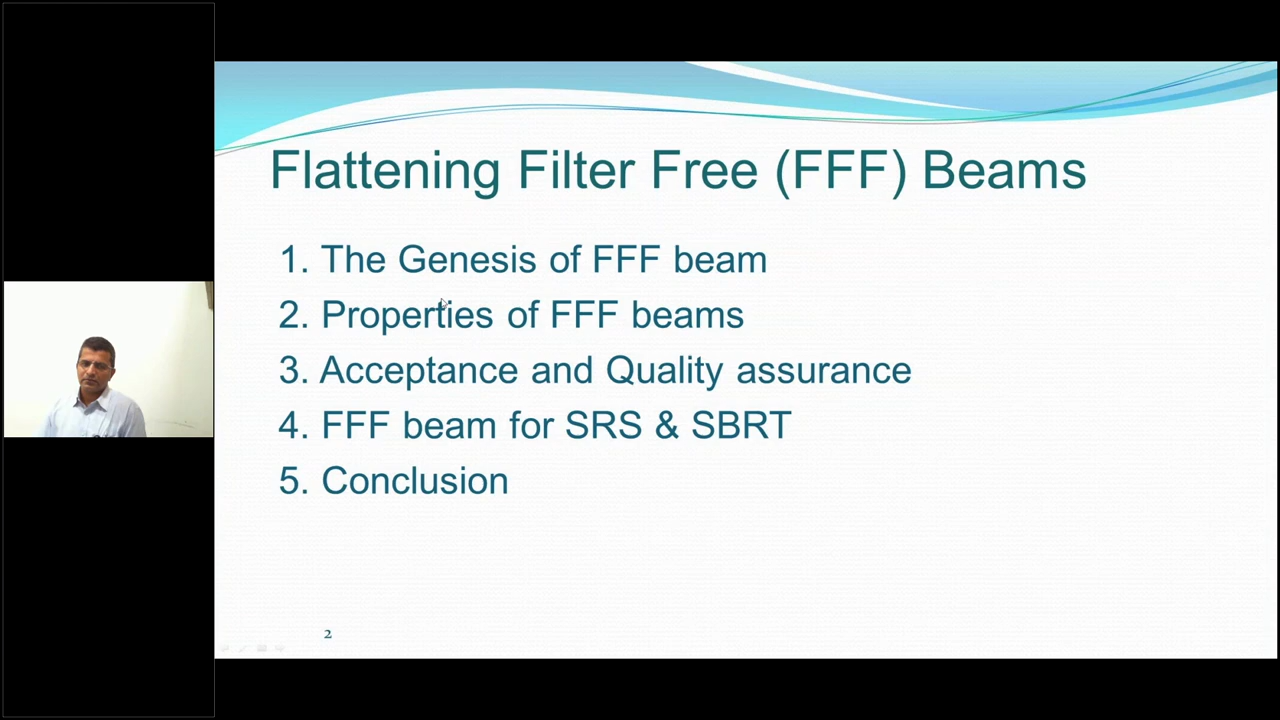 Flattening Filter Free (FFF) Beams
1. The Genesis of FFF beam
2. Properties of FFF beams
3. Acceptance and Quality assurance
4. FFF beam for SRS & SBRT
5. Conclusion
2